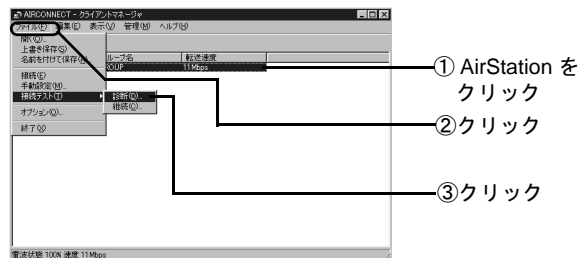 AIRCONNECT - クライアントマネージャ
ファイル(F) 編集(E) 表示(V) 管理(M) ヘルプ(H)
開く(O)...
上書き保存(S)
名前を付けて保存
接続(C)
手動設定(M)...
接続テスト(T)
オプション(O)...
終了(X)
診断(D)...
継続(C)...
ループ名 転送速度
ROUP 11Mbps
① AirStation を
クリック
②クリック
③クリック
電波状態 100% 速度 11Mbps